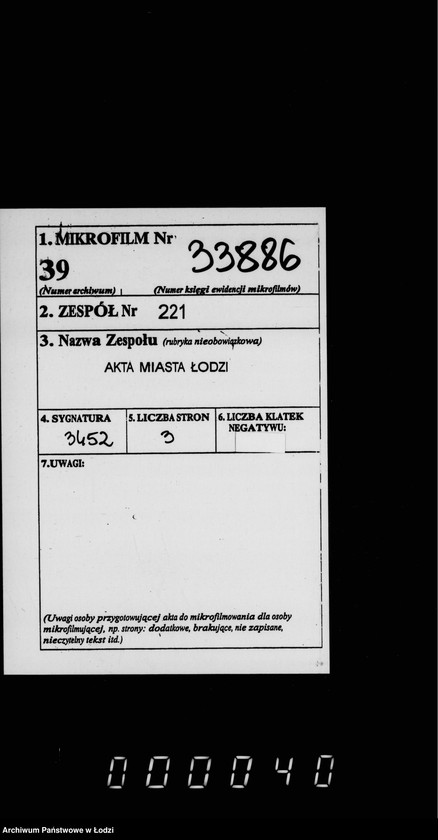 1. MIKROFILM Nr 33886
39
(Numer archiwum) (Numer księgi ewidencji mikrofilmów)
2. ZESPÓŁ Nr 221
3. Nazwa Zespołu (rubryka nieobowiązkowa)
AKTA MIASTA ŁODZI
4. SYGNATURA 5. LICZBA STRON 6. LICZBA KLATEK
NEGATYWU:
3452 3
7. UWAGI:
(Uwagi osoby przygotowującej akta do mikrofilmowania dla osoby
mikrofilmującej, np. strony: dodatkowe, brakujące, nie zapisane,
nieczytelny tekst itd.)
000040
Archiwum Państwowe w Łodzi